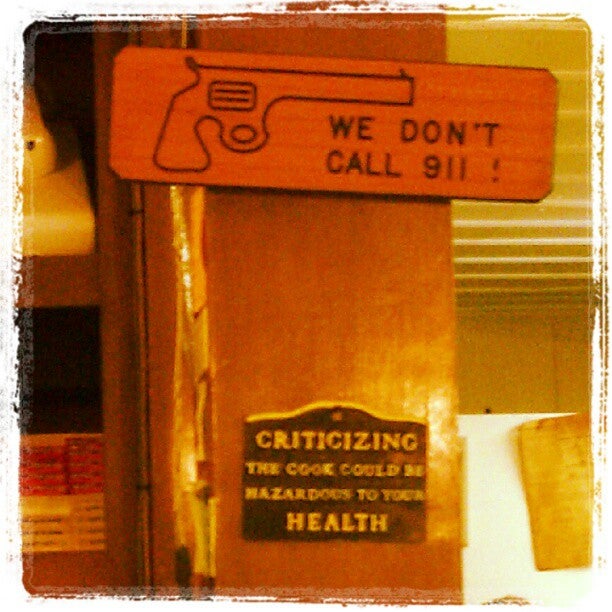 WE DON'T
CALL 911 !
CRITICIZING
THE COOK COULD BE
HAZARDOUS TO YOUR
HEALTH